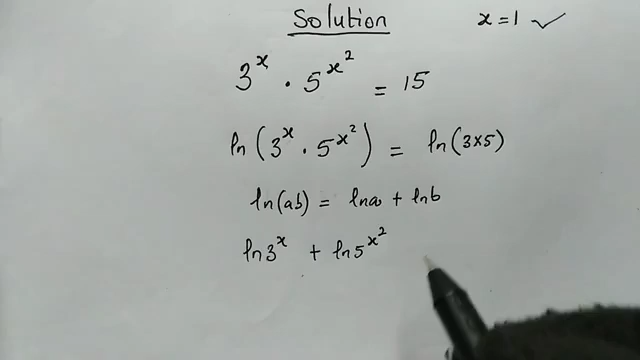 Solution
x = 1 ✓
3^x · 5^{x^2} = 15
ln(3^x · 5^{x^2}) = ln(3×5)
ln(ab) = lna + lnb
ln3^x + ln5^{x^2}